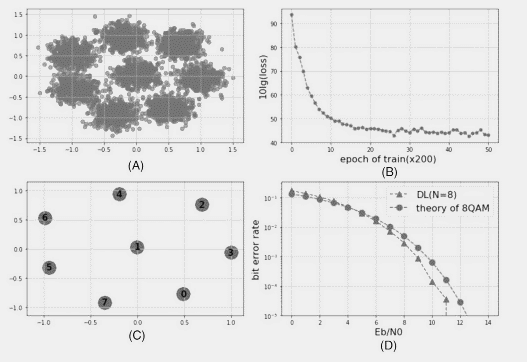 1.5
1.0
0.5
0.0
−0.5
−1.0
−1.5
−1.5 −1.0 −0.5 0.0 0.5 1.0 1.5
(A)
10lg(loss)
90
80
70
60
50
40
0 10 20 30 40 50
epoch of train(x200)
(B)
1.0
0.5
0.0
−0.5
−1.0
4
2
6
1
3
5
0
7
−1.0 −0.5 0.0 0.5 1.0
(C)
bit error rate
10⁻¹
10⁻²
10⁻³
10⁻⁴
10⁻⁵
DL(N=8)
theory of 8QAM
0 2 4 6 8 10 12 14
Eb/N0
(D)